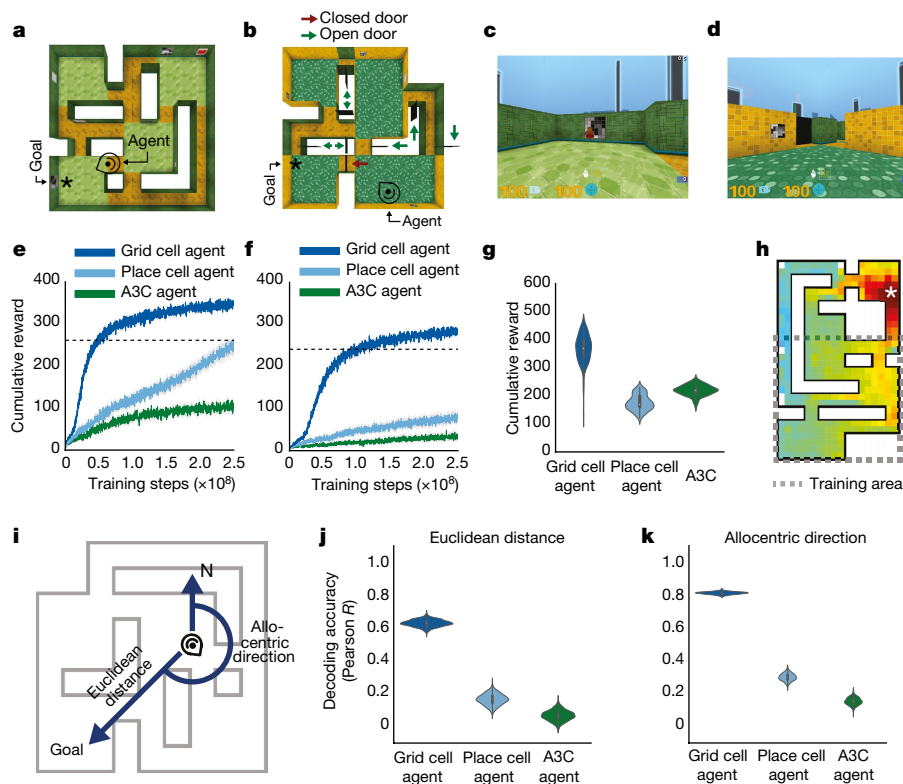 a
Goal
Agent
b
Closed door
Open door
Goal
Agent
c
100 100
d
100 100
e
Grid cell agent
Place cell agent
A3C agent
400
300
200
100
0
0 0.5 1.0 1.5 2.0 2.5
Training steps (×10⁸)
f
Grid cell agent
Place cell agent
A3C agent
400
300
200
100
0
0 0.5 1.0 1.5 2.0 2.5
Training steps (×10⁸)
Cumulative reward
g
Cumulative reward
600
500
400
300
200
100
0
Grid cell
agent
Place cell
agent
A3C
h
*
Training area
i
N
Allo-
centric
direction
Euclidean
distance
Goal
j
Euclidean distance
Decoding accuracy
(Pearson R)
1.0
0.8
0.6
0.4
0.2
0
Grid cell
agent
Place cell
agent
A3C
agent
k
Allocentric direction
1.0
0.8
0.6
0.4
0.2
0
Grid cell
agent
Place cell
agent
A3C
agent